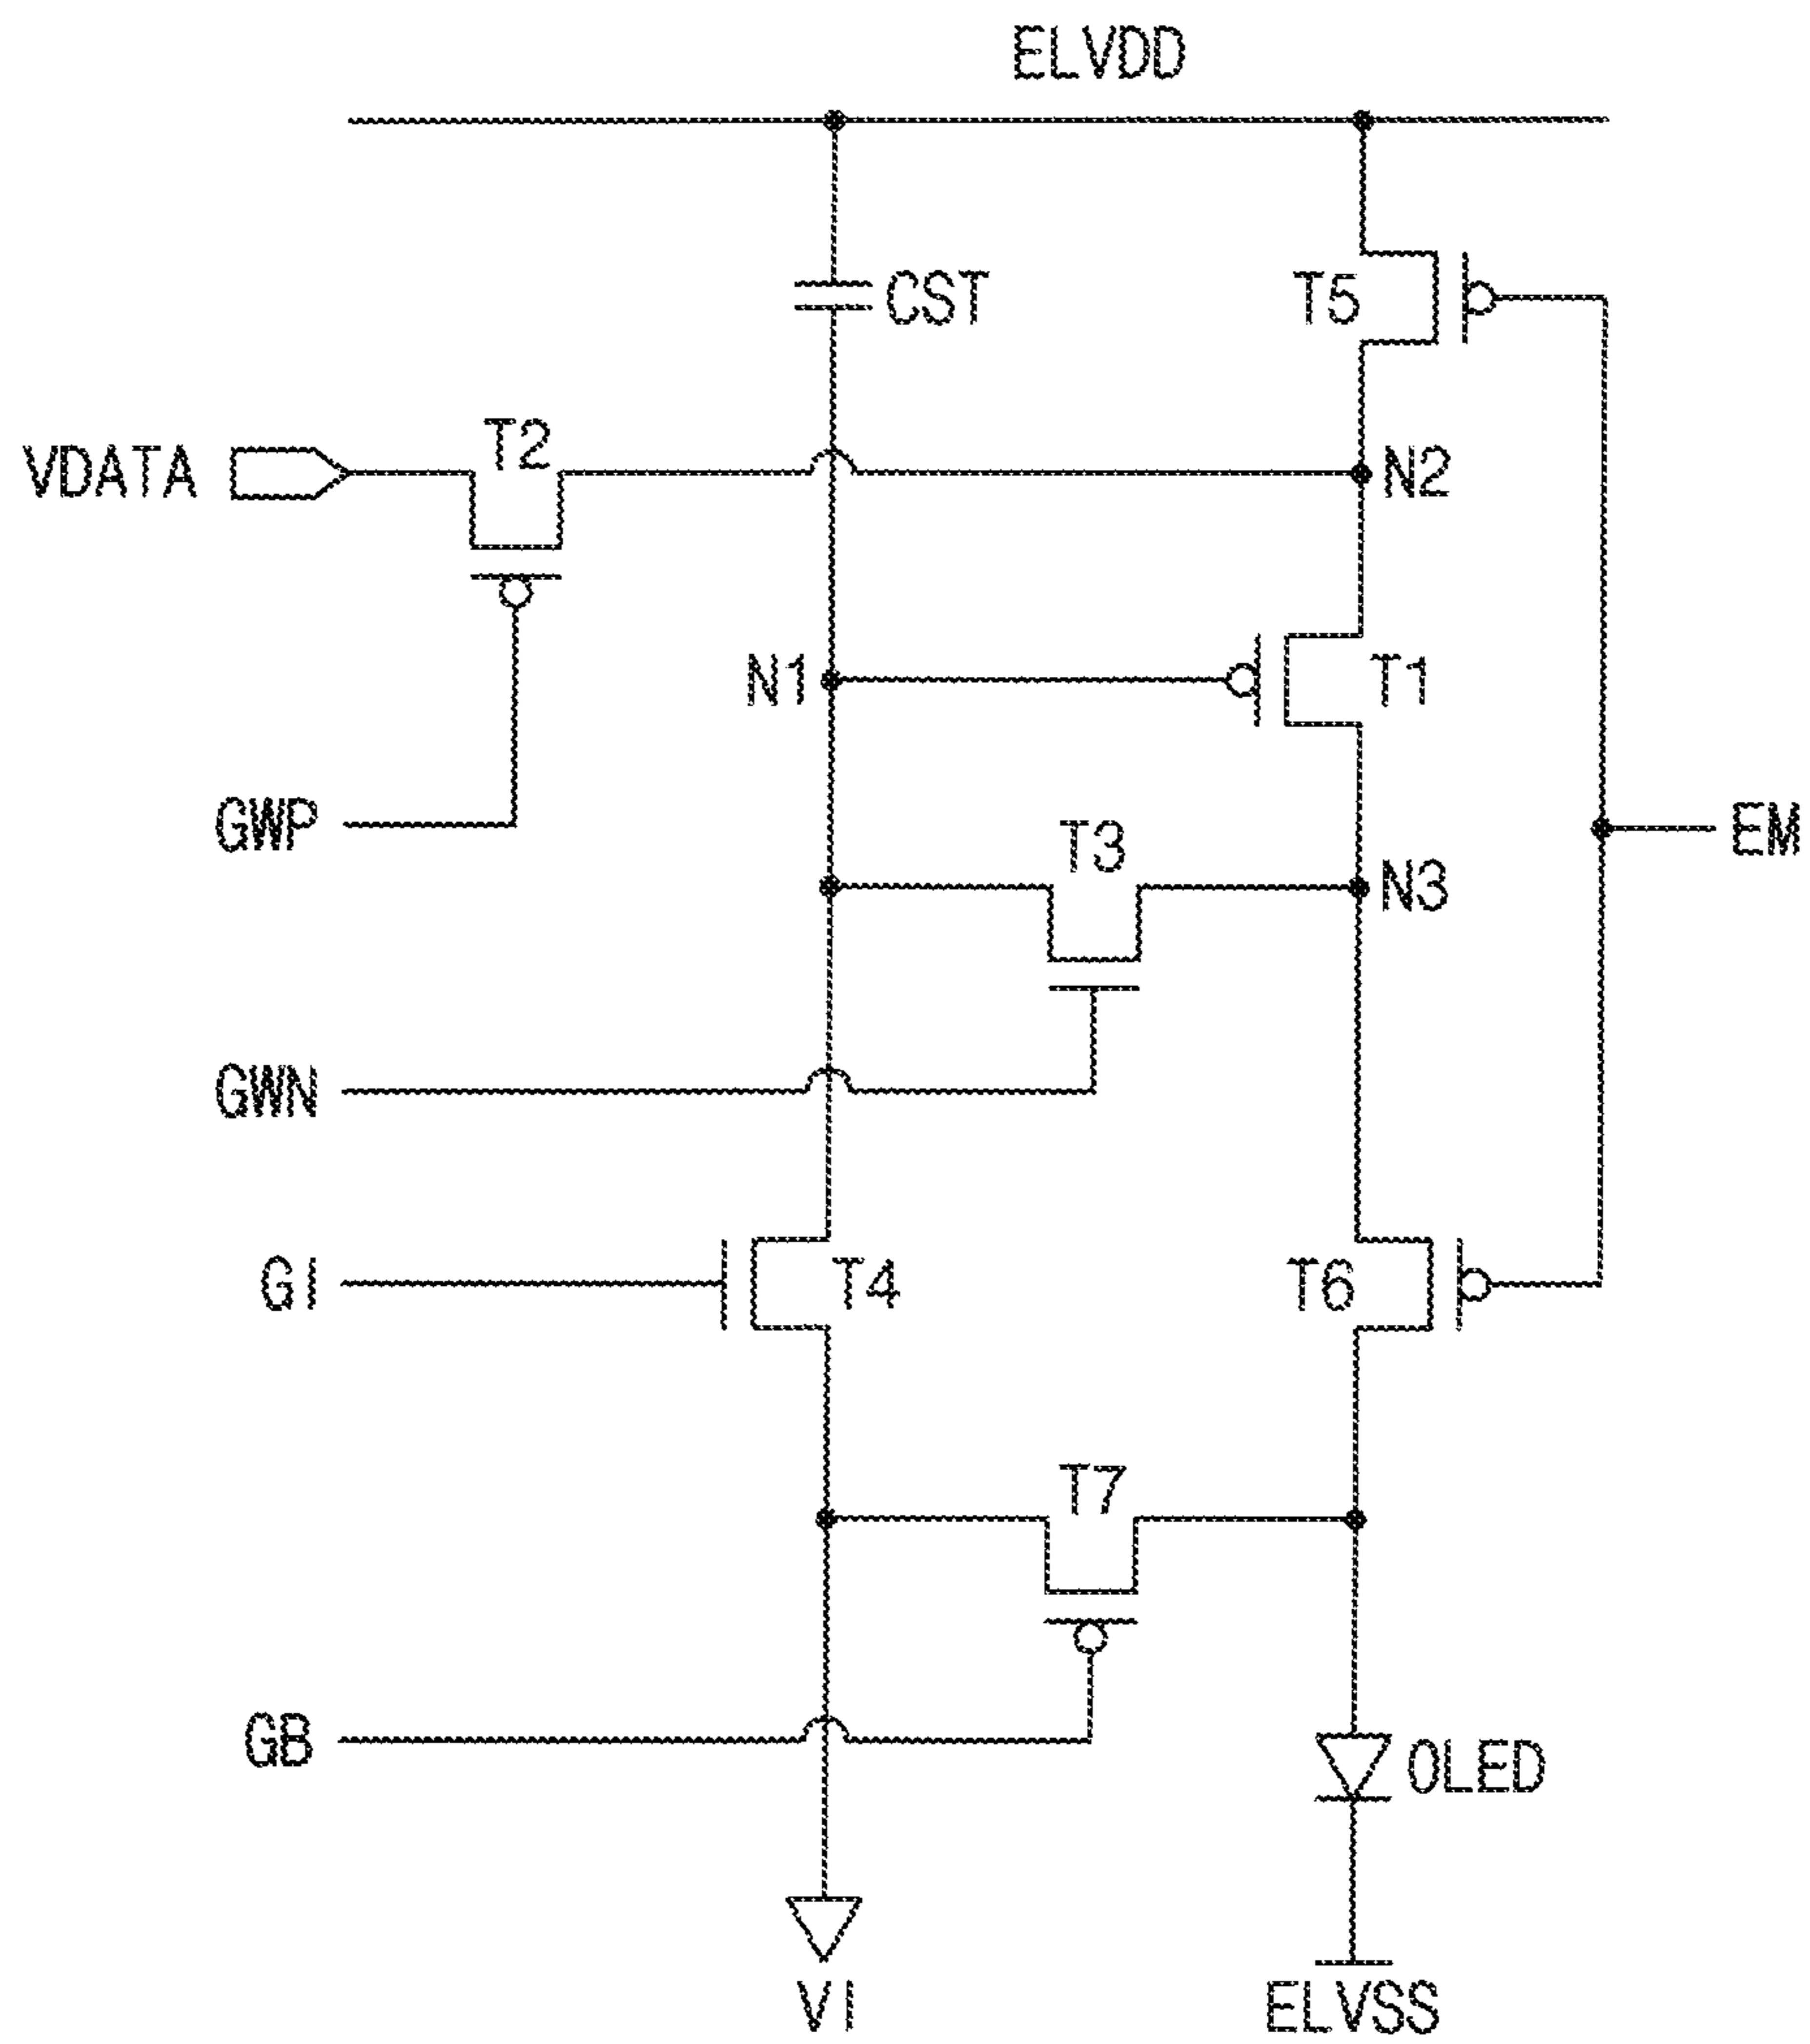 ELVDD
CST
T5
T2
VDATA
N2
N1
T1
GWP
T3
EM
N3
GWN
GI
T4
T6
T7
GB
OLED
VI
ELVSS